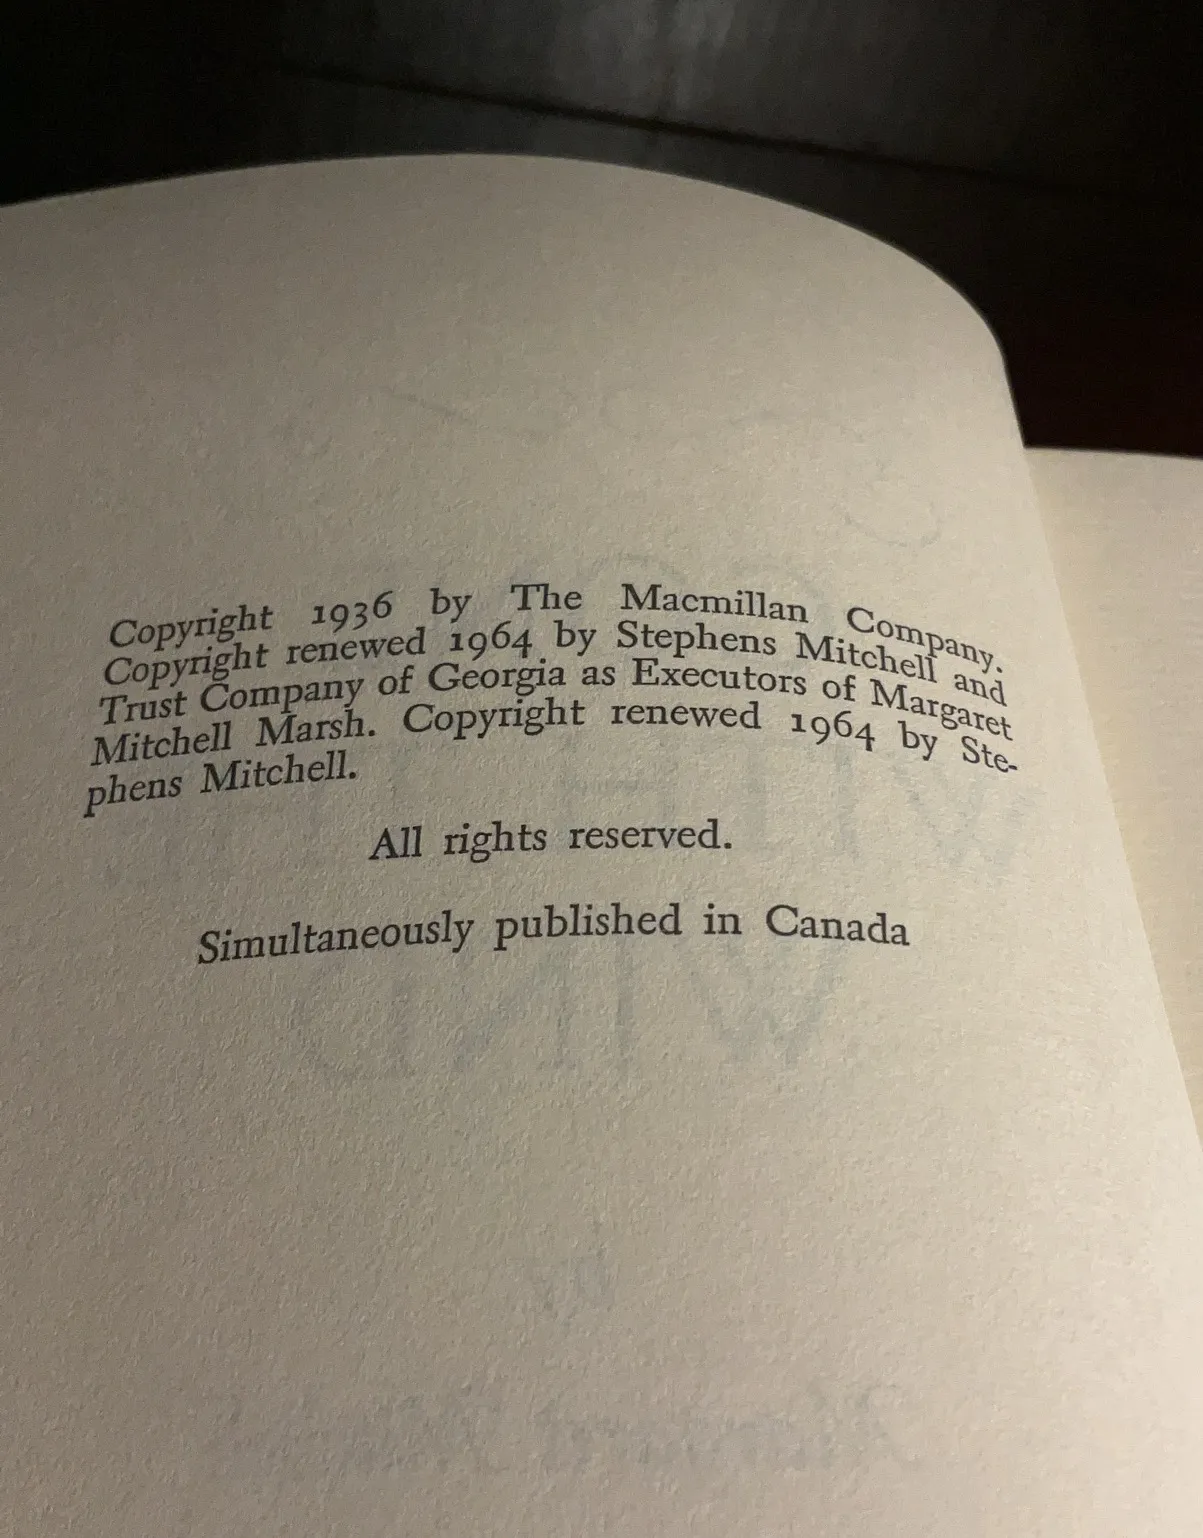 Copyright 1936 by The Macmillan Company.
Copyright renewed 1964 by Stephens Mitchell and
Trust Company of Georgia as Executors of Margaret
Mitchell Marsh. Copyright renewed 1964 by Ste-
phens Mitchell.
All rights reserved.
Simultaneously published in Canada